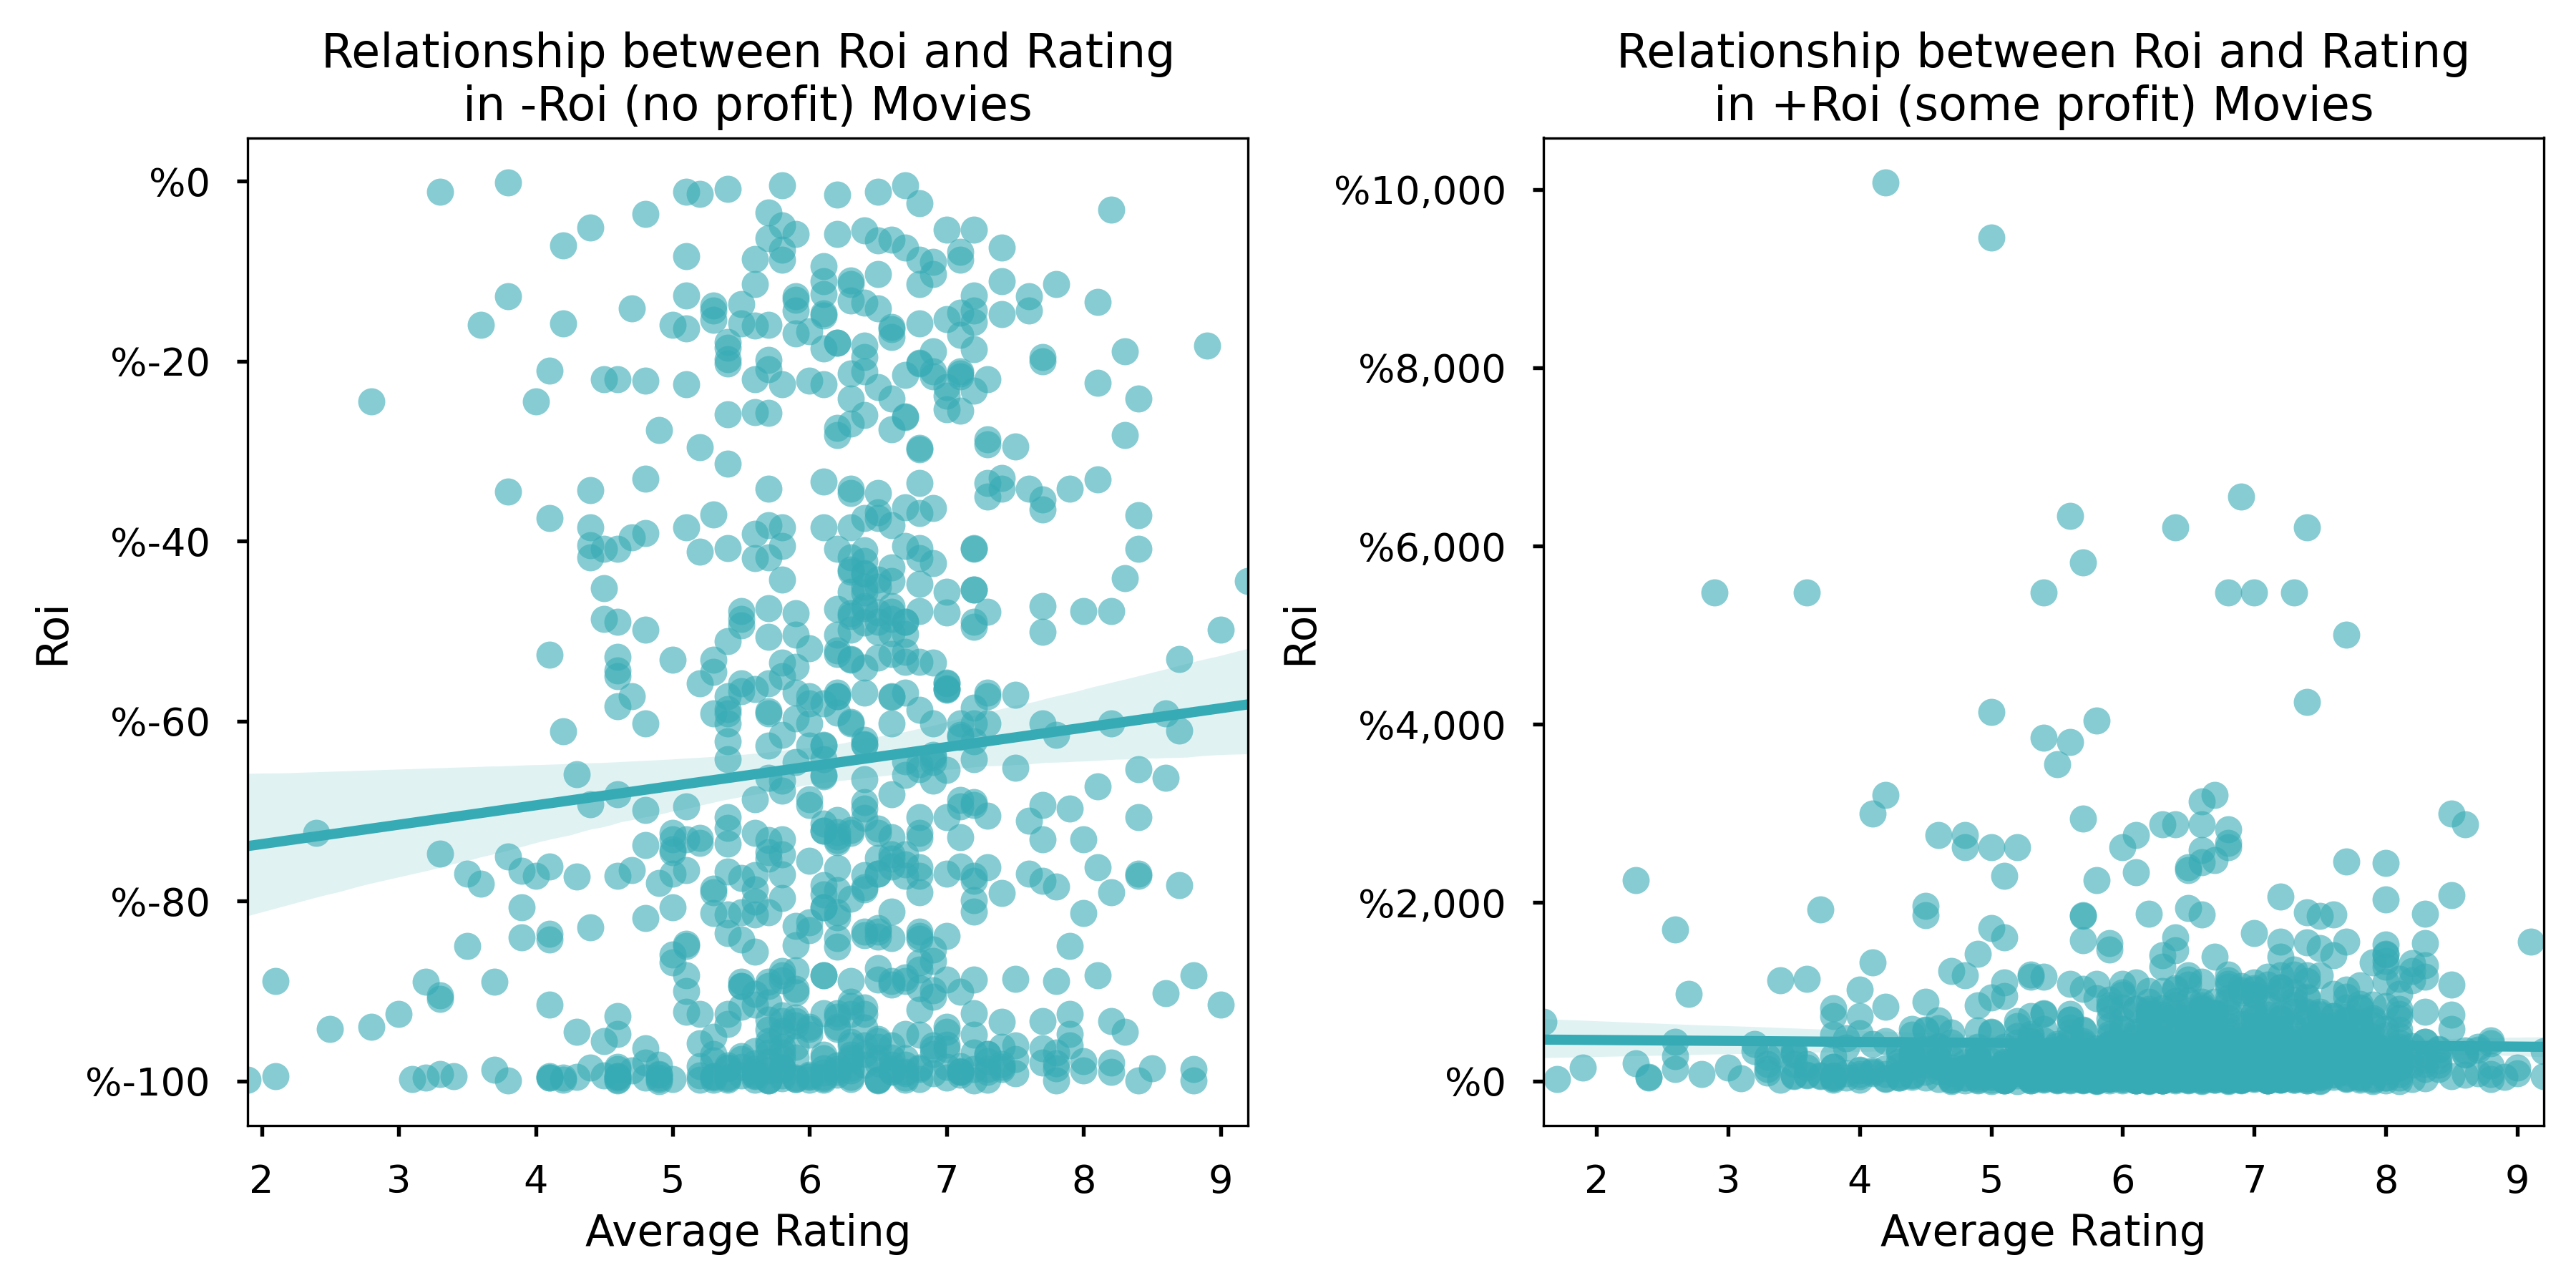 Relationship between Roi and Rating
in -Roi (no profit) Movies
%0
%-20
%-40
%-60
%-80
%-100
Roi
2 3 4 5 6 7 8 9
Average Rating
Relationship between Roi and Rating
in +Roi (some profit) Movies
%10,000
%8,000
%6,000
%4,000
%2,000
%0
Roi
2 3 4 5 6 7 8 9
Average Rating